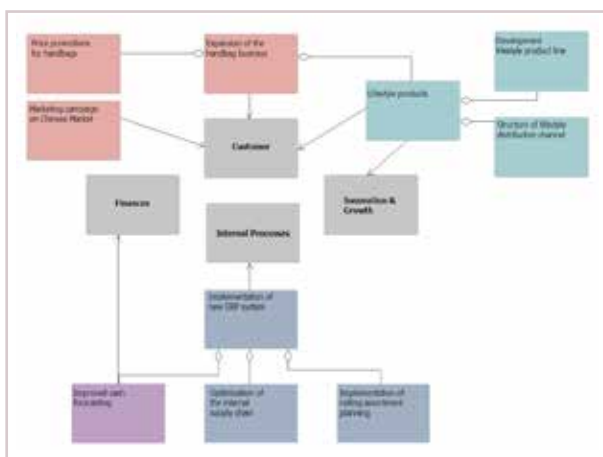 Price promotions
for handbags
Expansion of the
handling business
Development
lifestyle product line
Lifestyle products
Marketing campaign
on Chinese Market
Structure of lifestyle
distribution channel
Customer
Finances
Innovation &
Growth
Internal Processes
Implementation of
new ERP system
Improved cash
forecasting
Optimisation of
the internal
supply chain
Implementation of
rolling assortment
planning